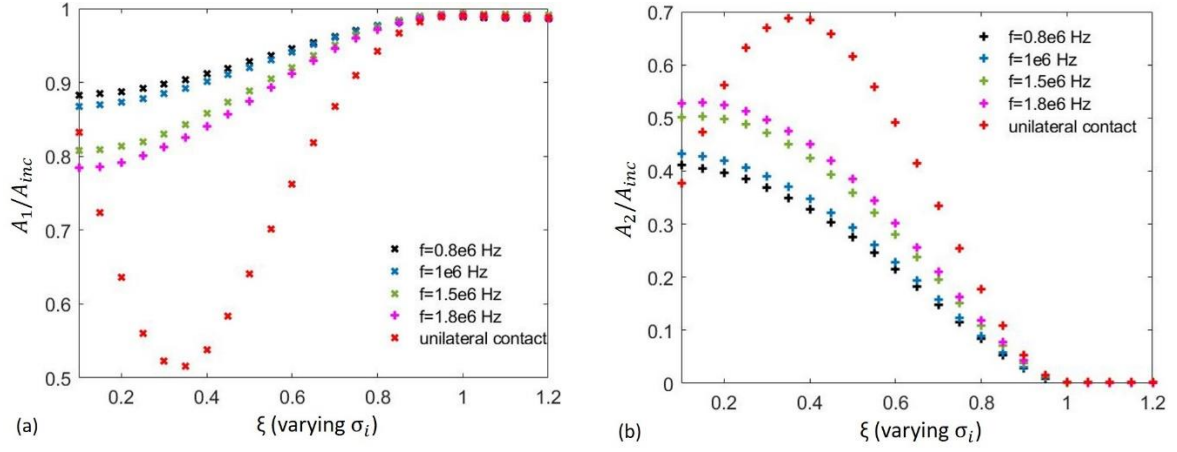 1
0.9
0.8
0.7
0.6
0.5
A₁/A_inc
f=0.8e6 Hz
f=1e6 Hz
f=1.5e6 Hz
f=1.8e6 Hz
unilateral contact
0.2 0.4 0.6 0.8 1 1.2
(a) ξ (varying σᵢ)
0.7
0.6
0.5
0.4
0.3
0.2
0.1
0
A₂/A_inc
f=0.8e6 Hz
f=1e6 Hz
f=1.5e6 Hz
f=1.8e6 Hz
unilateral contact
0.2 0.4 0.6 0.8 1 1.2
(b) ξ (varying σᵢ)